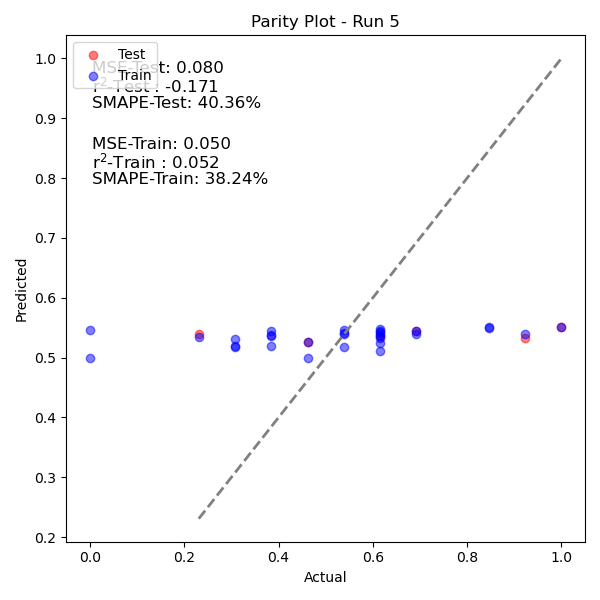 Parity Plot - Run 5
Test
Train
MSE-Test: 0.080
r²-Test : -0.171
SMAPE-Test: 40.36%
MSE-Train: 0.050
r²-Train : 0.052
SMAPE-Train: 38.24%
Predicted
1.0
0.9
0.8
0.7
0.6
0.5
0.4
0.3
0.2
0.0
0.2
0.4
0.6
0.8
1.0
Actual